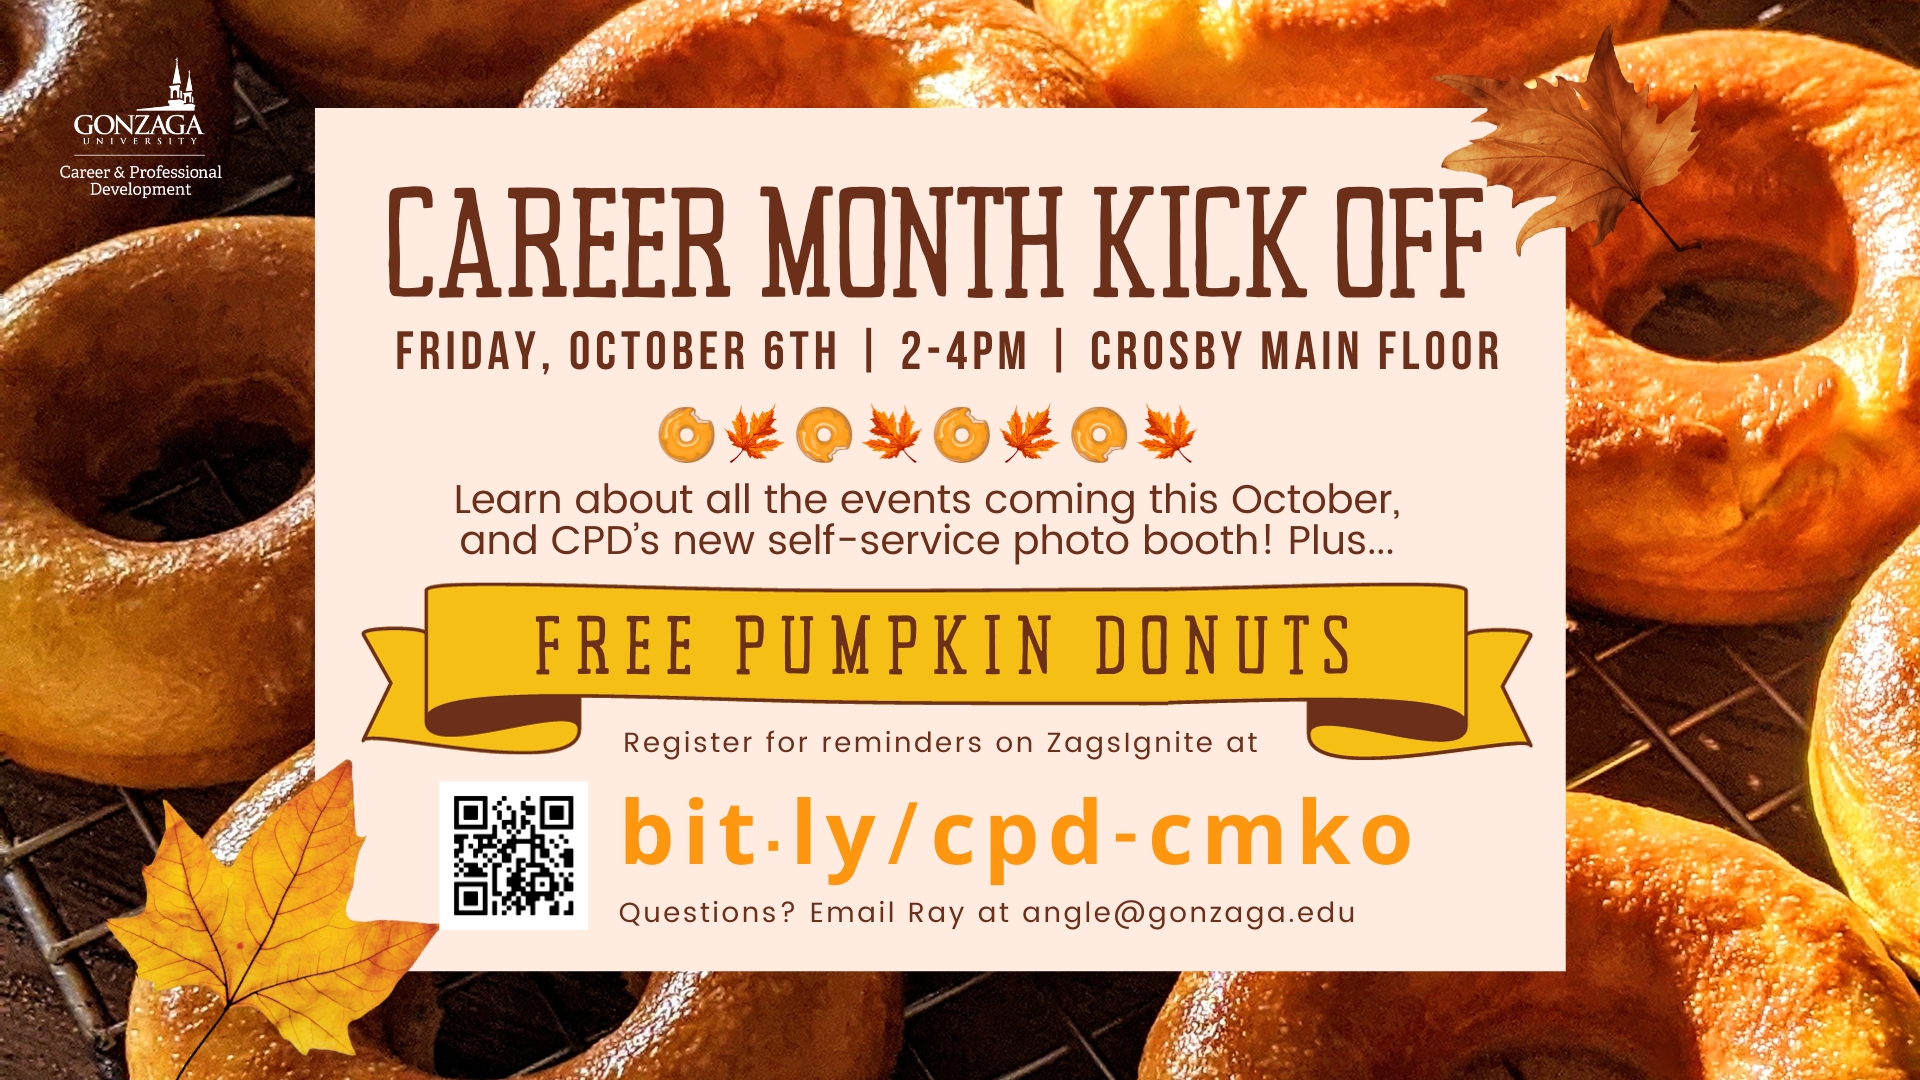 GONZAGA
UNIVERSITY
Career & Professional
Development
CAREER MONTH KICK OFF
FRIDAY, OCTOBER 6TH | 2-4PM | CROSBY MAIN FLOOR
Learn about all the events coming this October,
and CPD’s new self-service photo booth! Plus...
FREE PUMPKIN DONUTS
Register for reminders on ZagsIgnite at
bit.ly/cpd-cmko
Questions? Email Ray at angle@gonzaga.edu